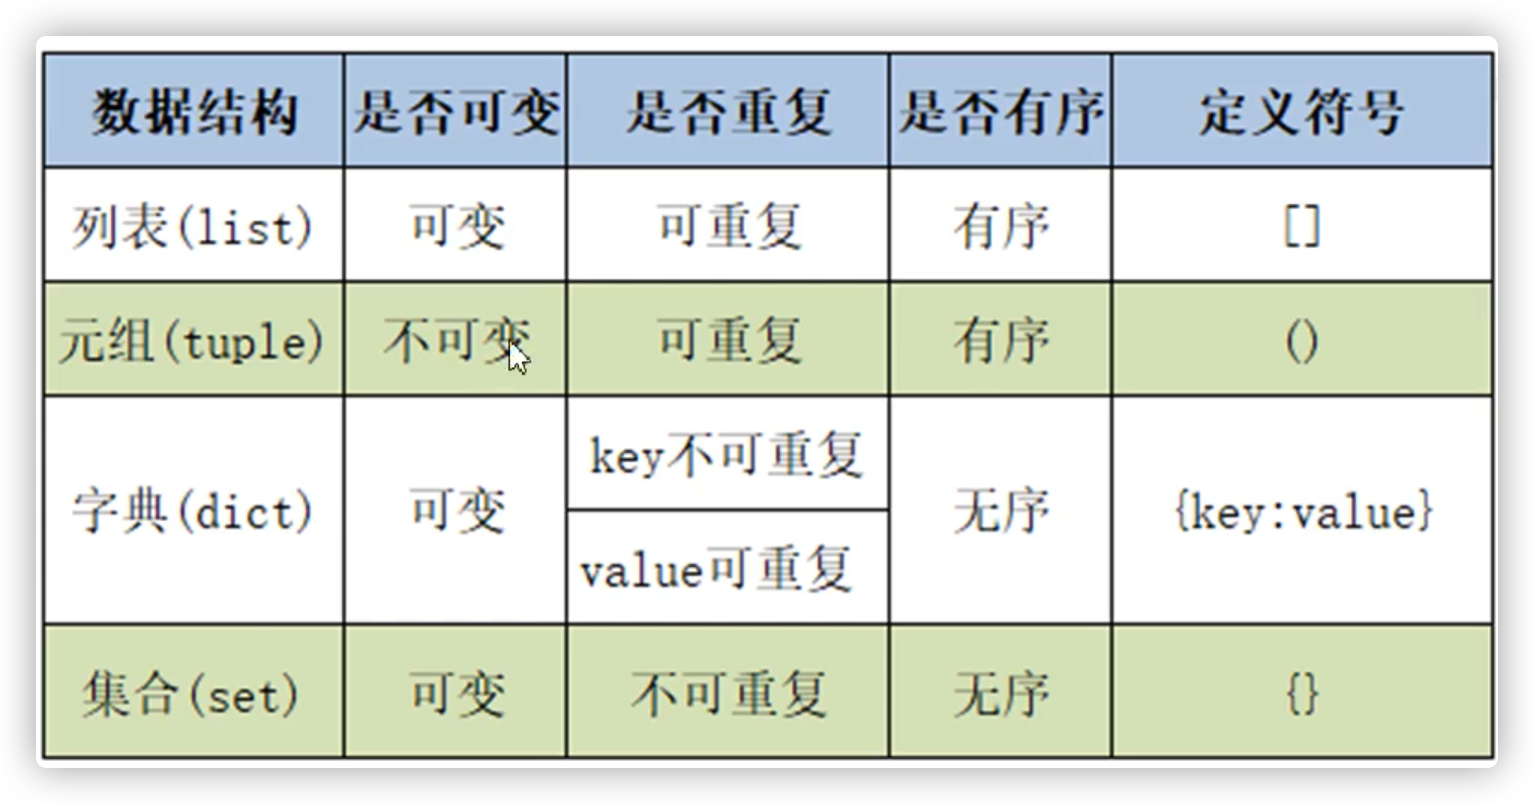 数据结构 是否可变 是否重复 是否有序 定义符号
列表(list) 可变 可重复 有序 []
元组(tuple) 不可变 可重复 有序 ()
字典(dict) 可变 key不可重复 无序 {key:value}
value可重复
集合(set) 可变 不可重复 无序 {}